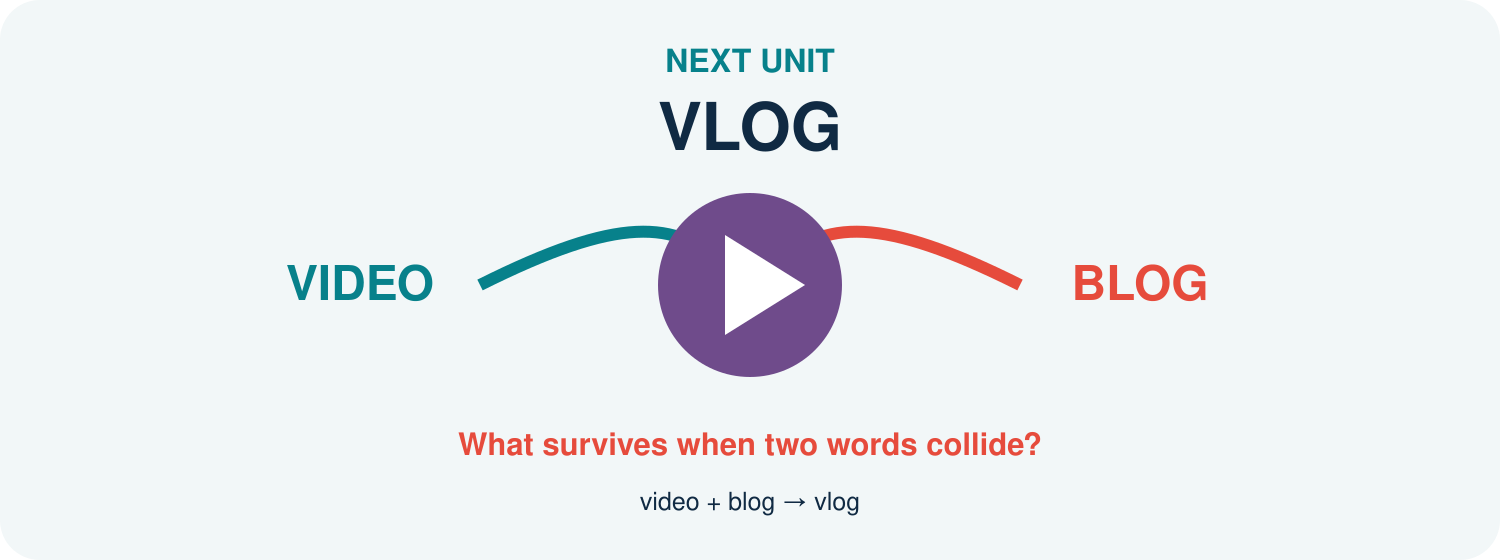 NEXT UNIT
VLOG
VIDEO
BLOG
What survives when two words collide?
video + blog → vlog